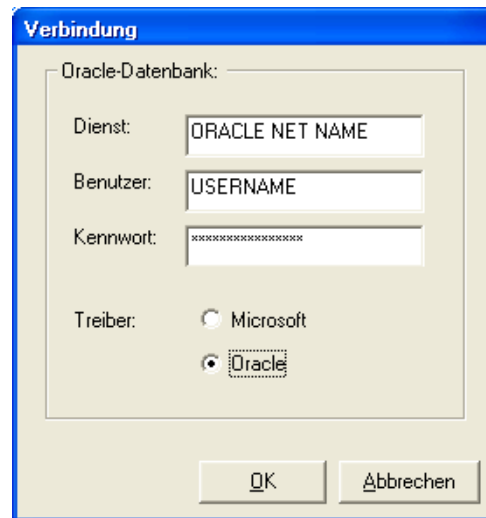 Verbindung
Oracle-Datenbank:
Dienst: ORACLE NET NAME
Benutzer: USERNAME
Kennwort: ****************
Treiber: Microsoft
Oracle
OK Abbrechen